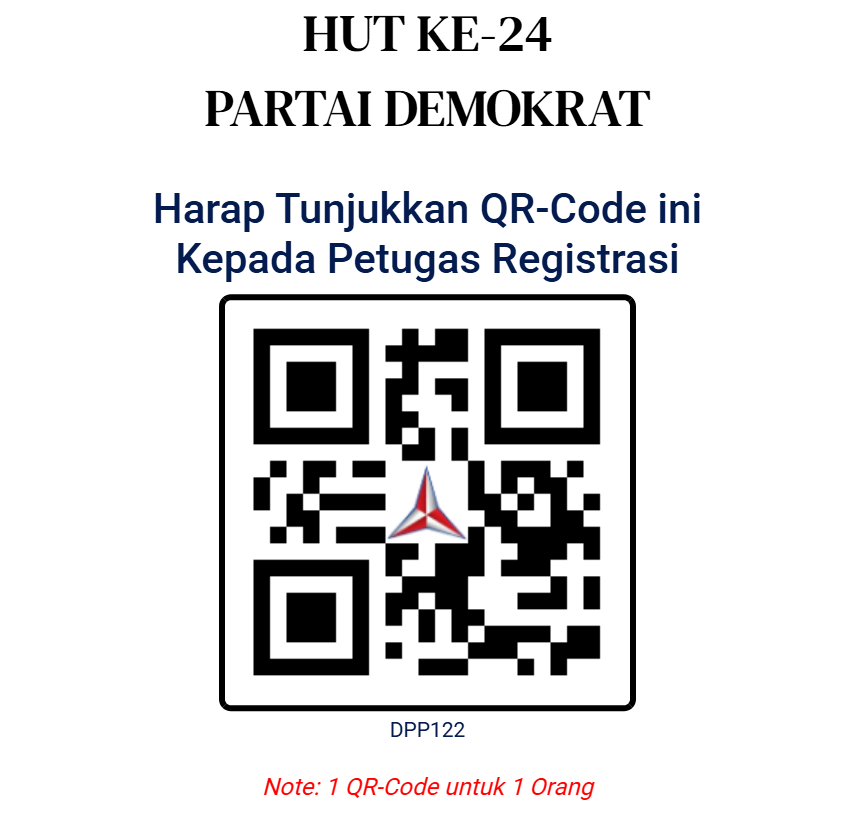 HUT KE-24
PARTAI DEMOKRAT
Harap Tunjukkan QR-Code ini
Kepada Petugas Registrasi
DPP122
Note: 1 QR-Code untuk 1 Orang